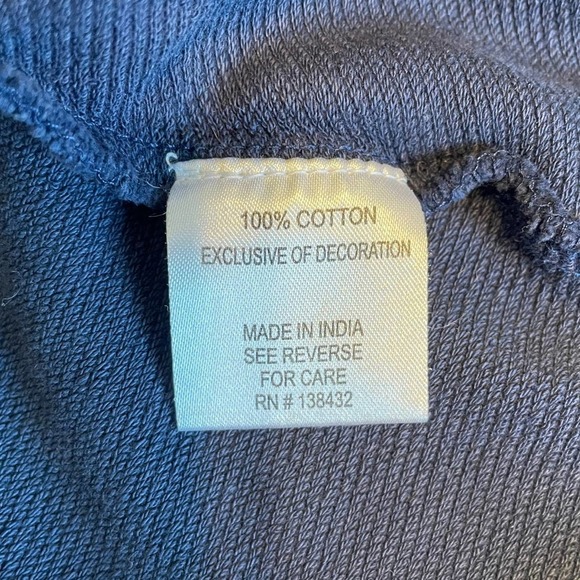 100% COTTON
EXCLUSIVE OF DECORATION
MADE IN INDIA
SEE REVERSE
FOR CARE
RN # 138432